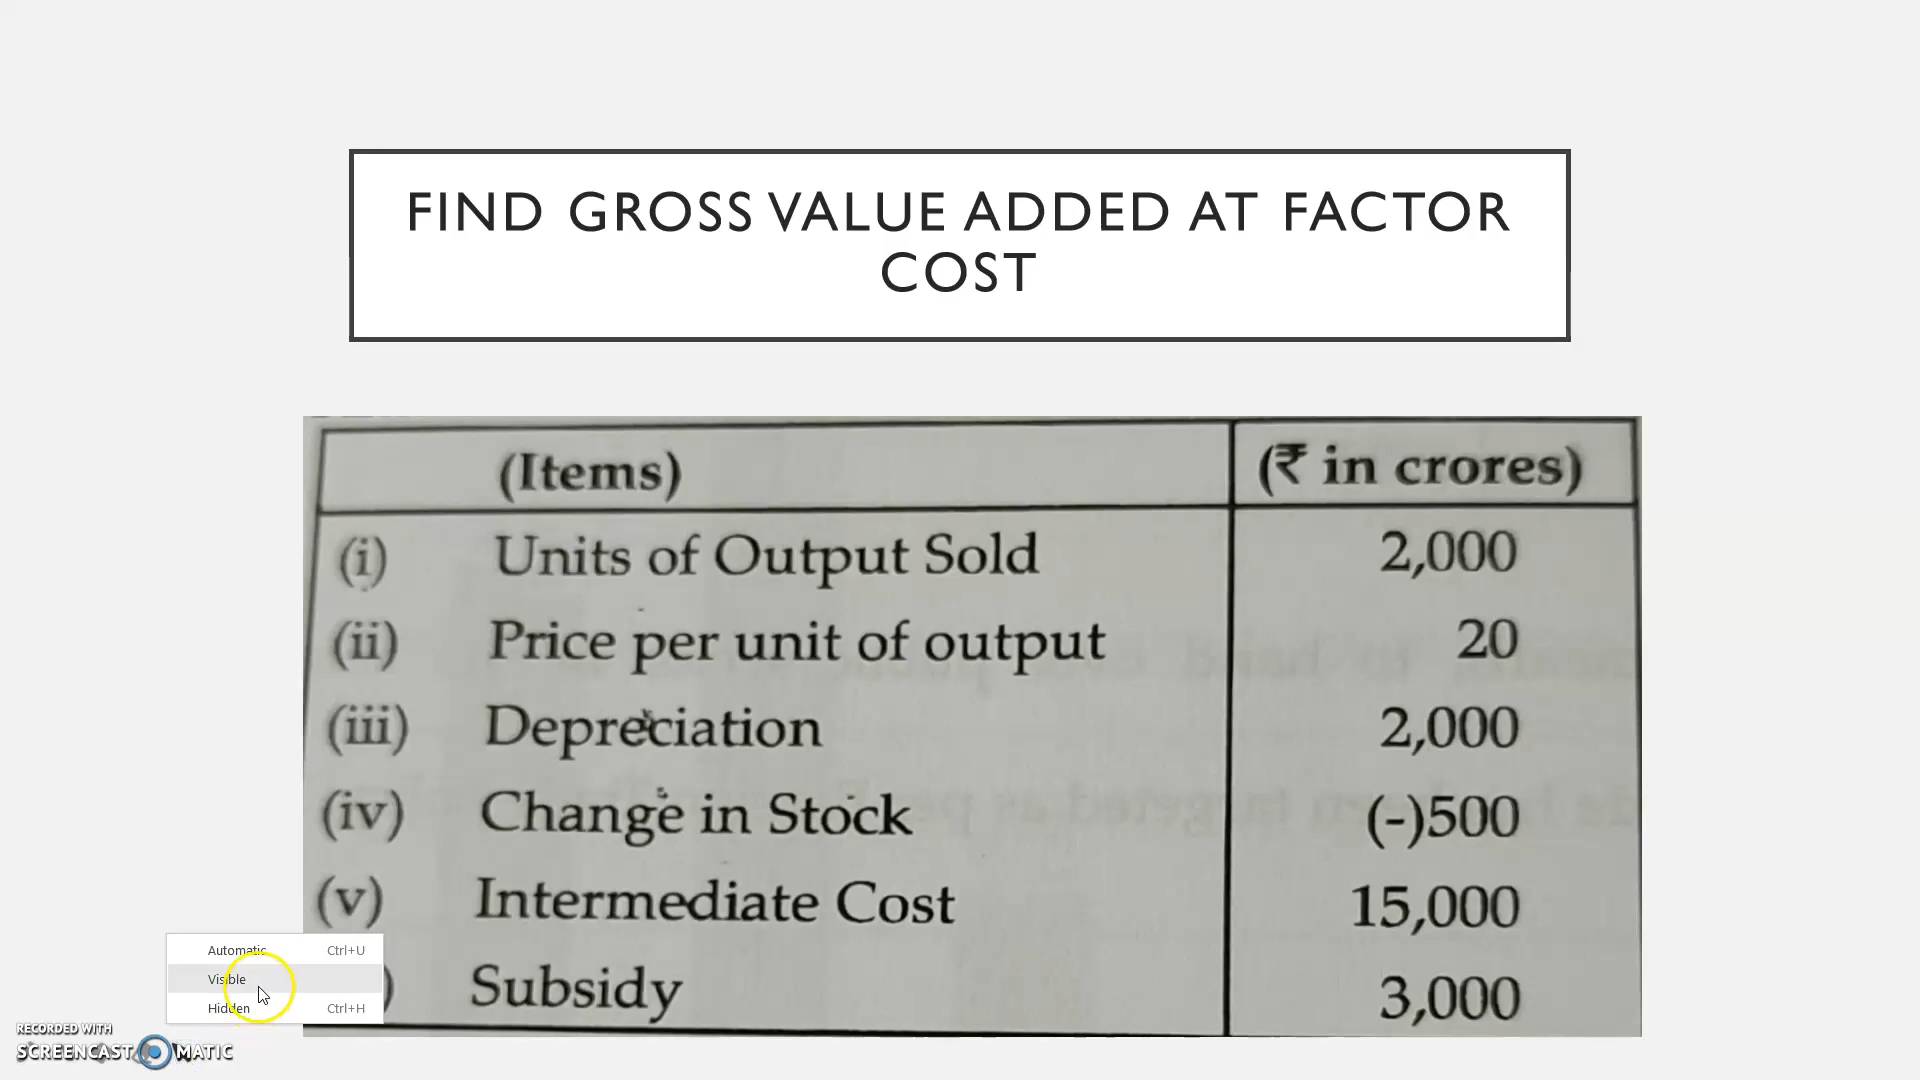 FIND GROSS VALUE ADDED AT FACTOR
COST
(Items) (₹ in crores)
(i) Units of Output Sold 2,000
(ii) Price per unit of output 20
(iii) Depreciation 2,000
(iv) Change in Stock (-)500
(v) Intermediate Cost 15,000
) Subsidy 3,000
Automatic Ctrl+U
Visible
Hidden Ctrl+H
RECORDED WITH
SCREENCAST MATIC